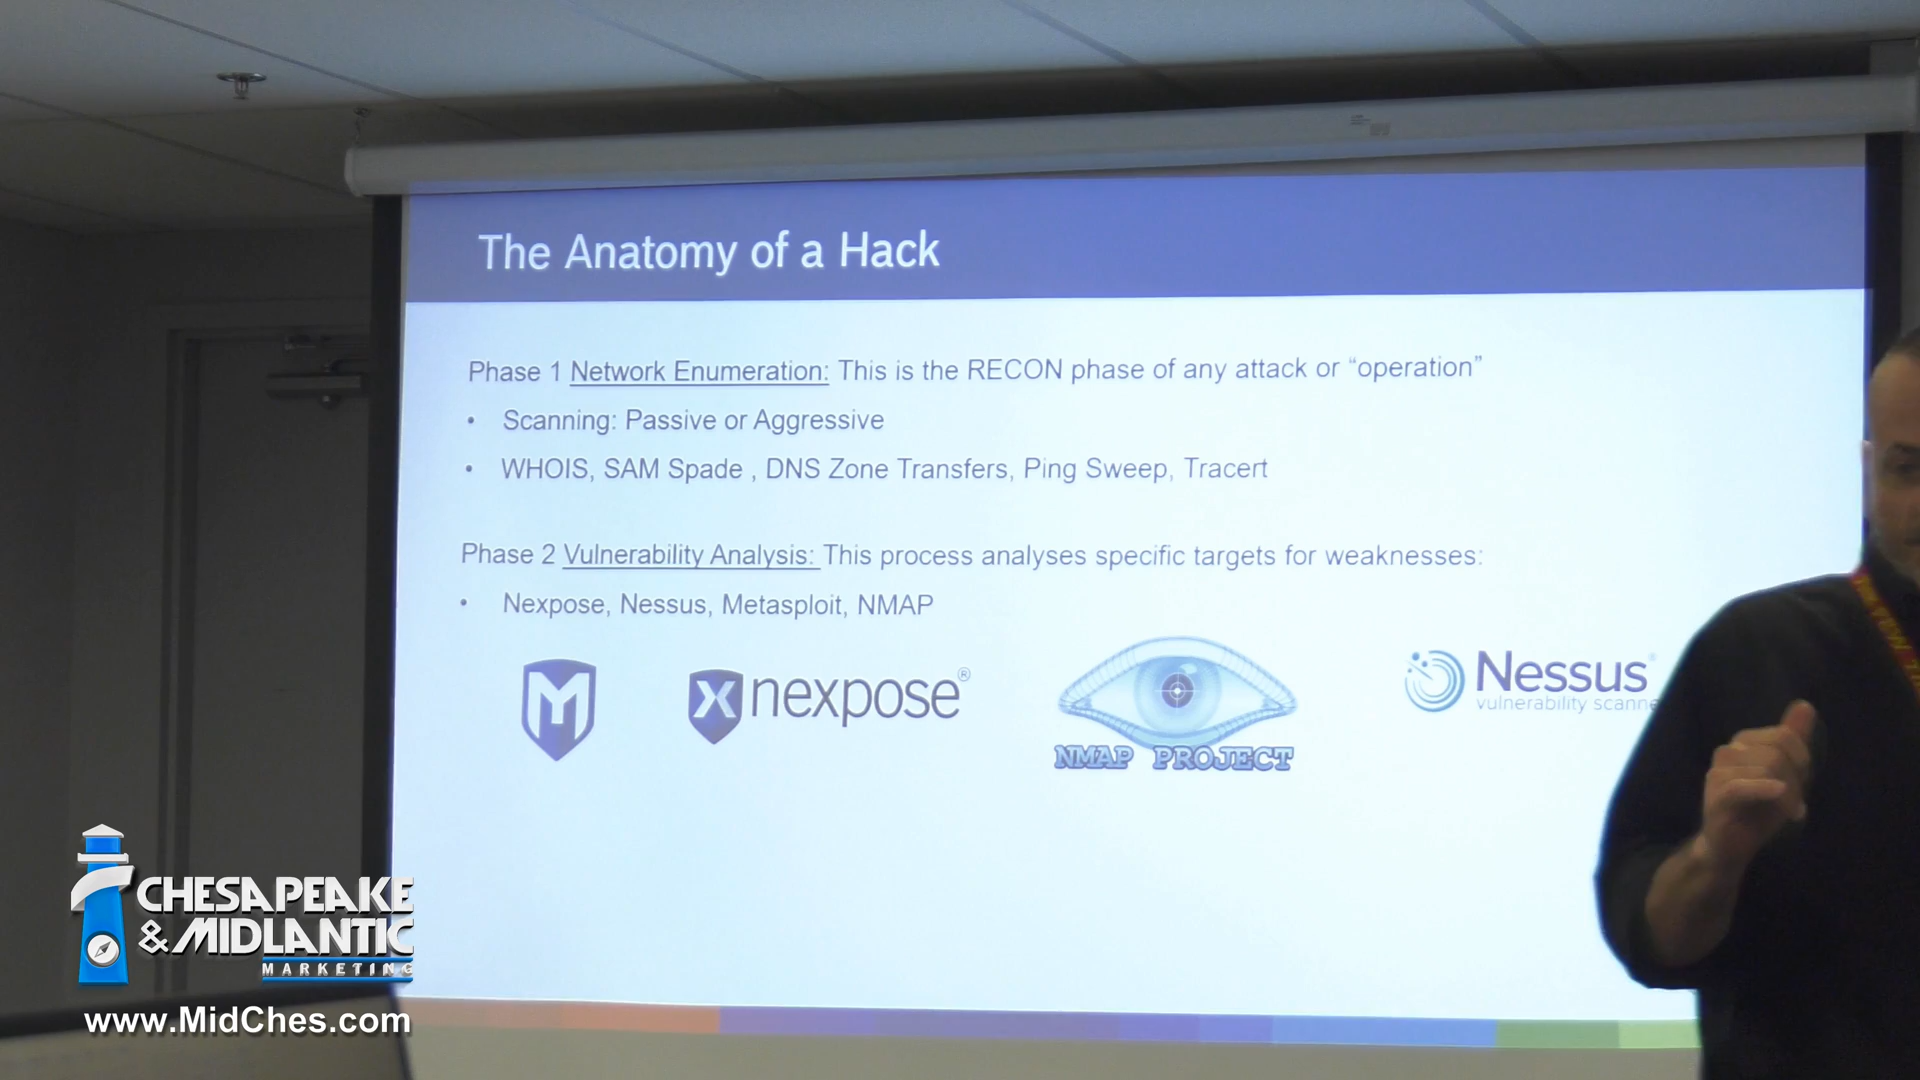 The Anatomy of a Hack
Phase 1 Network Enumeration: This is the RECON phase of any attack or “operation”
• Scanning: Passive or Aggressive
• WHOIS, SAM Spade , DNS Zone Transfers, Ping Sweep, Tracert
Phase 2 Vulnerability Analysis: This process analyses specific targets for weaknesses:
• Nexpose, Nessus, Metasploit, NMAP
M
nexpose®
NMAP PROJECT
Nessus®
vulnerability scanne
CHESAPEAKE
& MIDLANTIC
MARKETING
www.MidChes.com